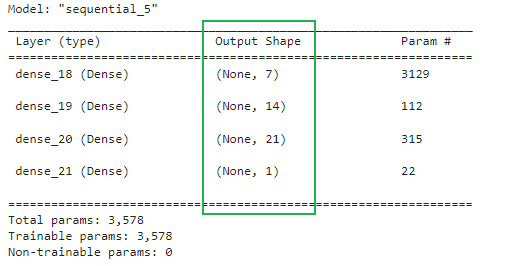 Model: "sequential_5"
Layer (type) Output Shape Param #
dense_18 (Dense) (None, 7) 3129
dense_19 (Dense) (None, 14) 112
dense_20 (Dense) (None, 21) 315
dense_21 (Dense) (None, 1) 22
Total params: 3,578
Trainable params: 3,578
Non-trainable params: 0